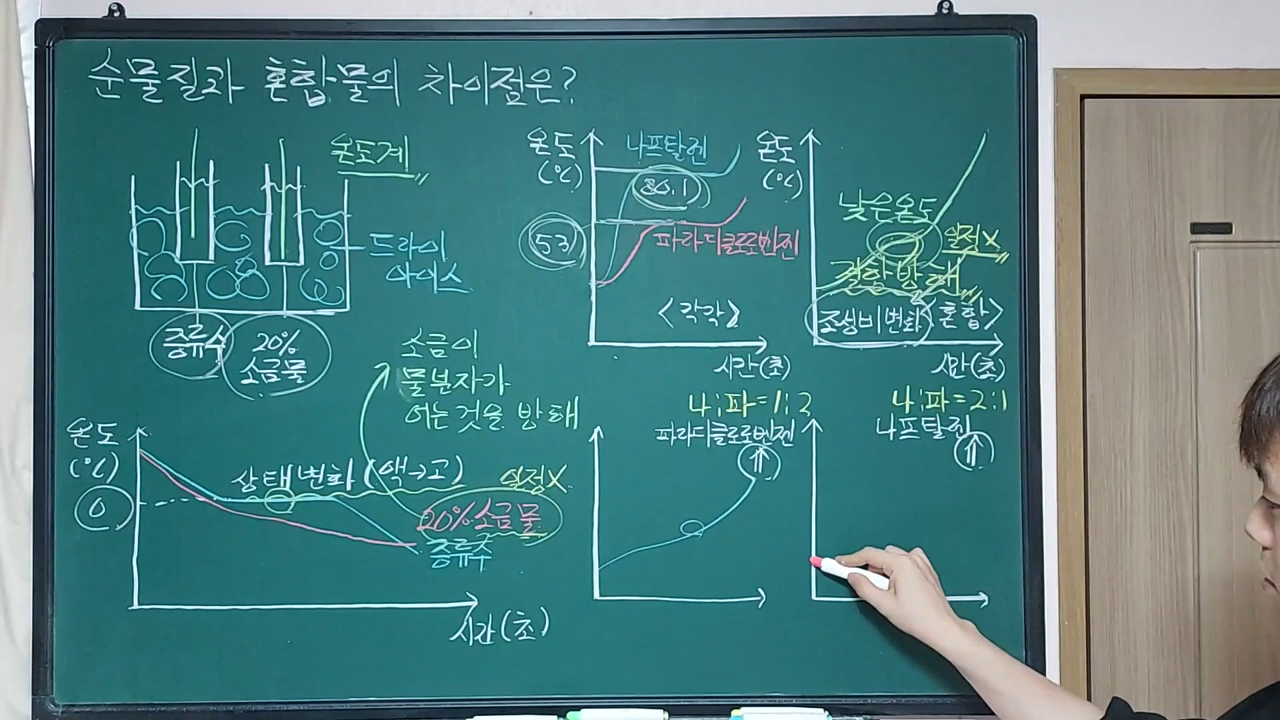 순물질과 혼합물의 차이점은?
온도계
드라이
아이스
증류수
20%
소금물
소금이
물분자가
어는것을 방해
온도
(℃)
나프탈렌
80.1
53
파라디클로로벤젠
<각각>
시간(초)
온도
(℃)
낮은온도
일정X
결합방해
조성비변화
<혼합>
시간(초)
온도
(℃)
0
상태변화 (액→고)
일정X
20%소금물
증류수
시간(초)
나:파=1:2
파라디클로로벤젠
⇑
나:파=2:1
나프탈렌
⇑